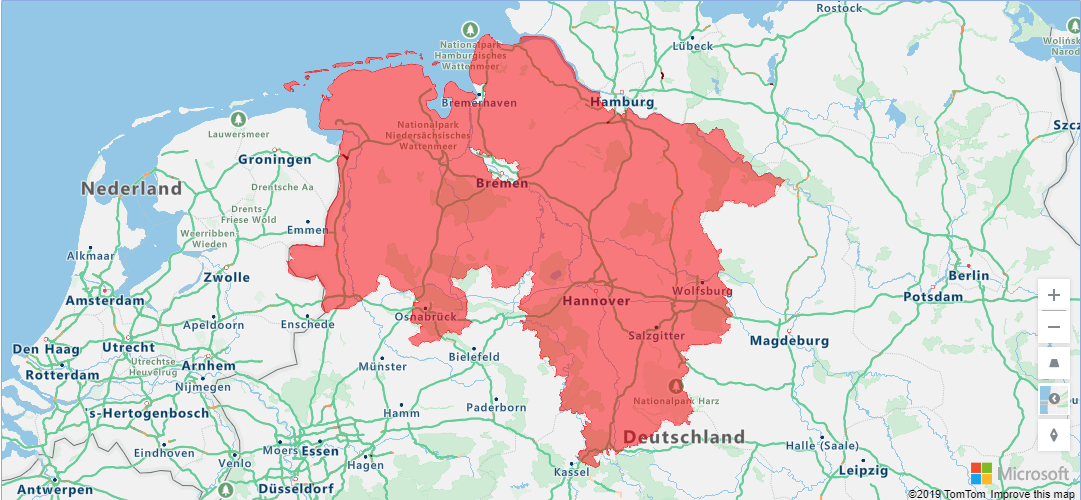 Rostock
Nationalpark
Hamburgisches
Wattenmeer
Lübeck
Woliński
Narod
Bremerhaven
Hamburg
Lauwersmeer
Nationalpark
Niedersächsisches
Wattenmeer
Szcz
Groningen
Nederland
Drentsche Aa
Bremen
Drents-
Friese Wold
Weerribben
Wieden
Emmen
Alkmaar
Zwolle
Berlin
Amsterdam
Hannover
Wolfsburg
Potsdam
Apeldoorn
Enschede
Osnabrück
Salzgitter
Den Haag
Utrecht
Magdeburg
Bielefeld
Utrechtse
Heuvelrug
Arnhem
Münster
Rotterdam
Nijmegen
Nationalpark Harz
's-Hertogenbosch
Hamm
Paderborn
Deutschland
Halle (Saale)
Eindhoven
Moers
Essen
Venlo
Hagen
Kassel
Leipzig
Antwerpen
Düsseldorf
Microsoft
©2019 TomTom Improve this map